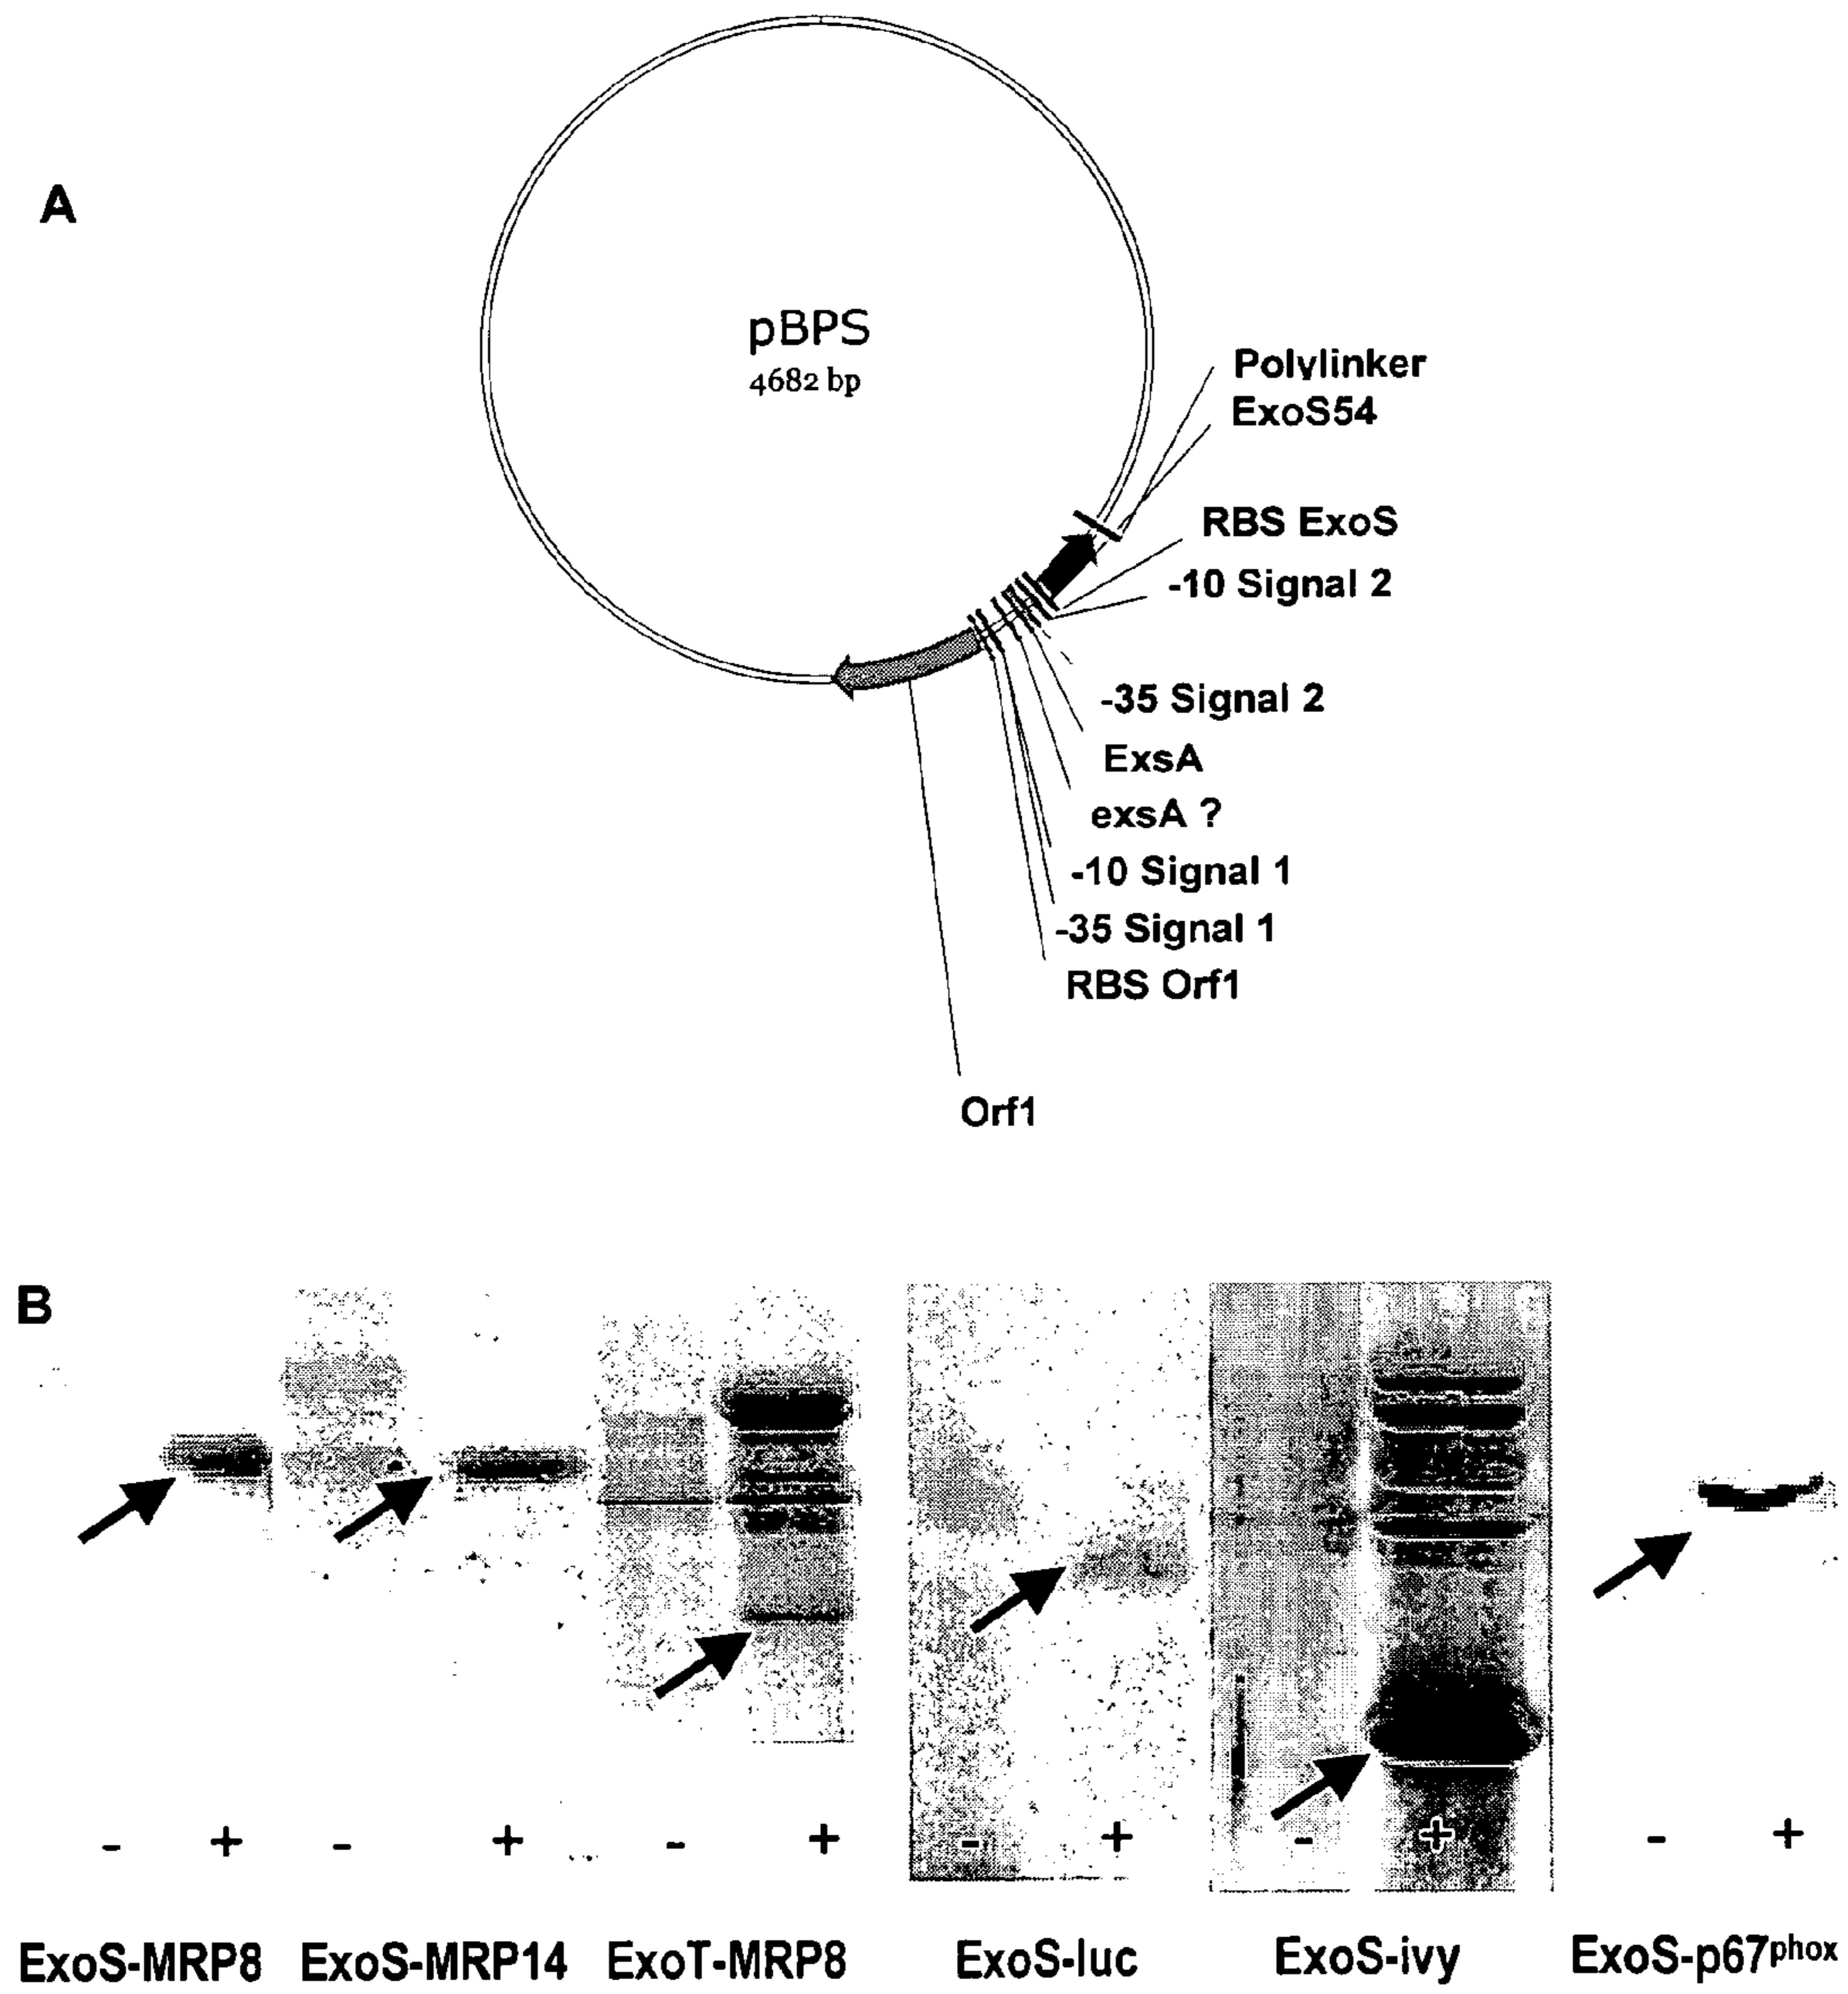 A
pBPS
4682 bp
Polylinker
ExoS54
RBS ExoS
-10 Signal 2
-35 Signal 2
ExsA
exsA ?
-10 Signal 1
-35 Signal 1
RBS Orf1
Orf1
B
- + - + - + - + - + - +
ExoS-MRP8 ExoS-MRP14 ExoT-MRP8 ExoS-luc ExoS-ivy ExoS-p67phox